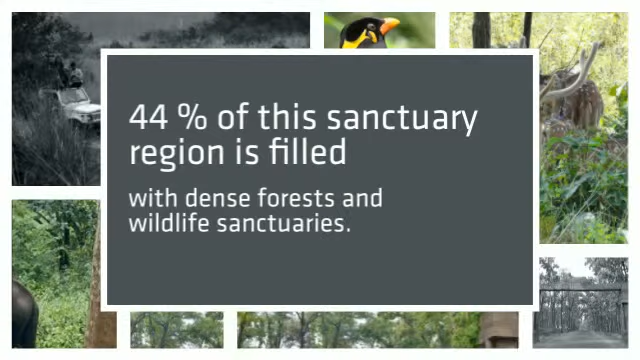 44 % of this sanctuary
region is filled
with dense forests and
wildlife sanctuaries.